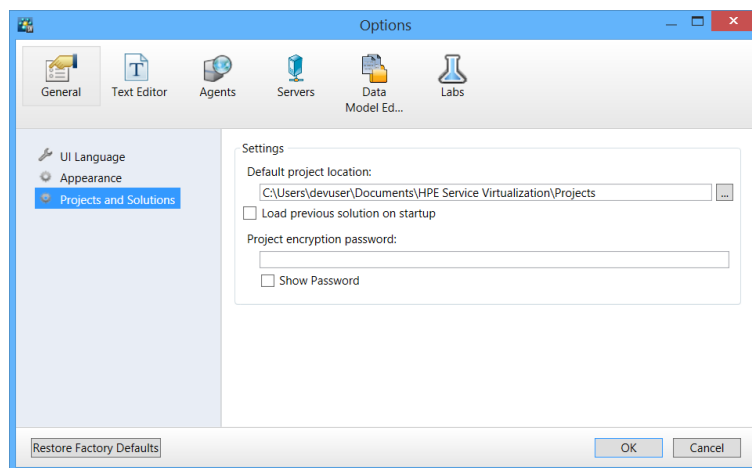 Options
General
Text Editor
Agents
Servers
Data
Model Ed...
Labs
UI Language
Appearance
Projects and Solutions
Settings
Default project location:
C:\Users\devuser\Documents\HPE Service Virtualization\Projects
...
Load previous solution on startup
Project encryption password:
Show Password
Restore Factory Defaults
OK
Cancel